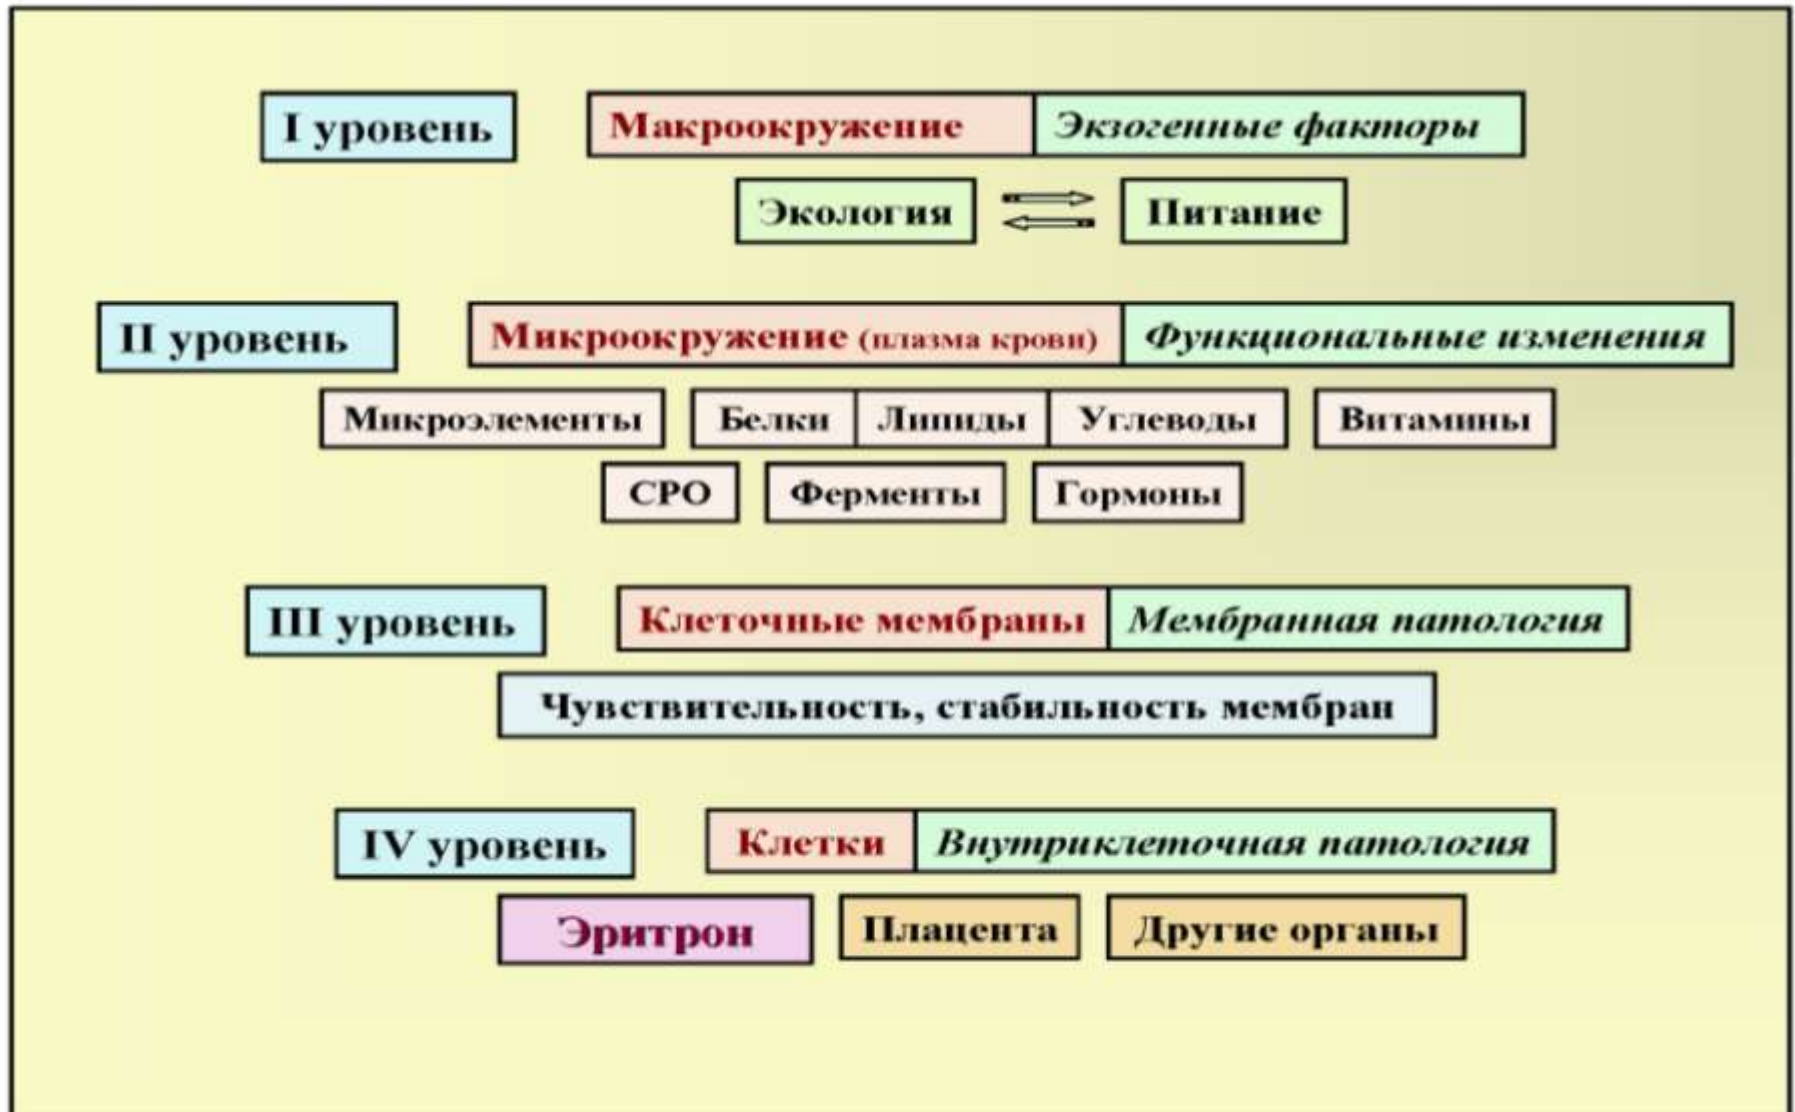 I уровень Макроокружение Экзогенные факторы
Экология Питание
II уровень Микроокружение (плазма крови) Функциональные изменения
Микроэлементы Белки Липиды Углеводы Витамины
СРО Ферменты Гормоны
III уровень Клеточные мембраны Мембранная патология
Чувствительность, стабильность мембран
IV уровень Клетки Внутриклеточная патология
Эритрон Плацента Другие органы